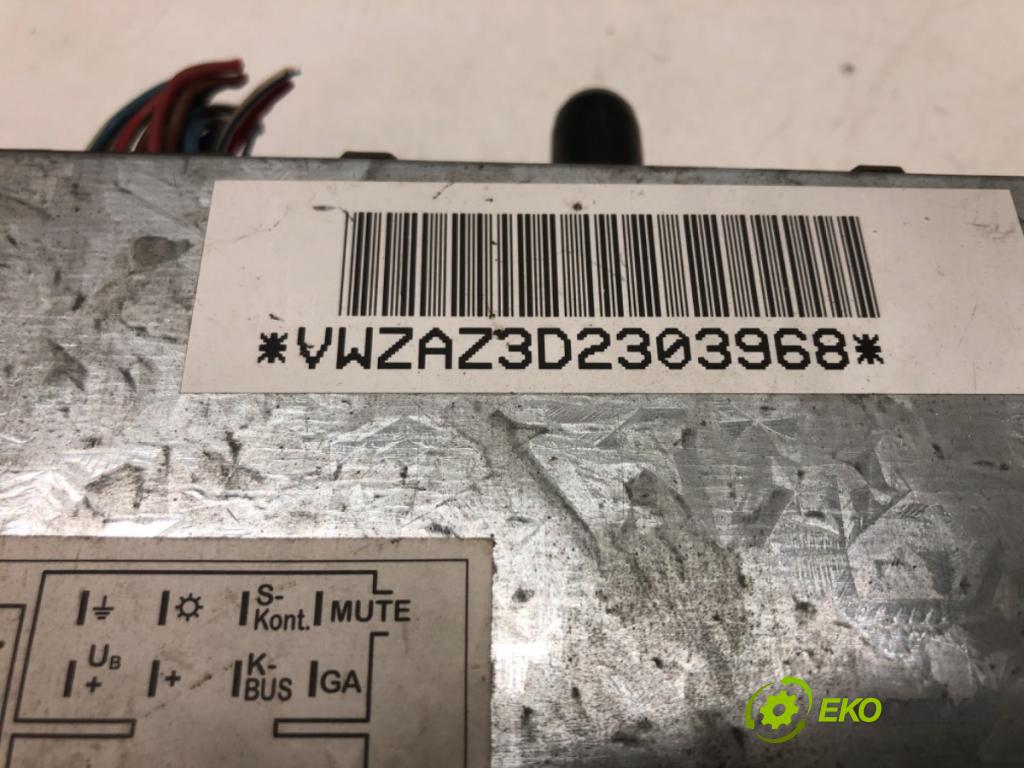 *VWZAZ3D2303968*
S-Kont. MUTE
UB + + K-BUS GA
EKO